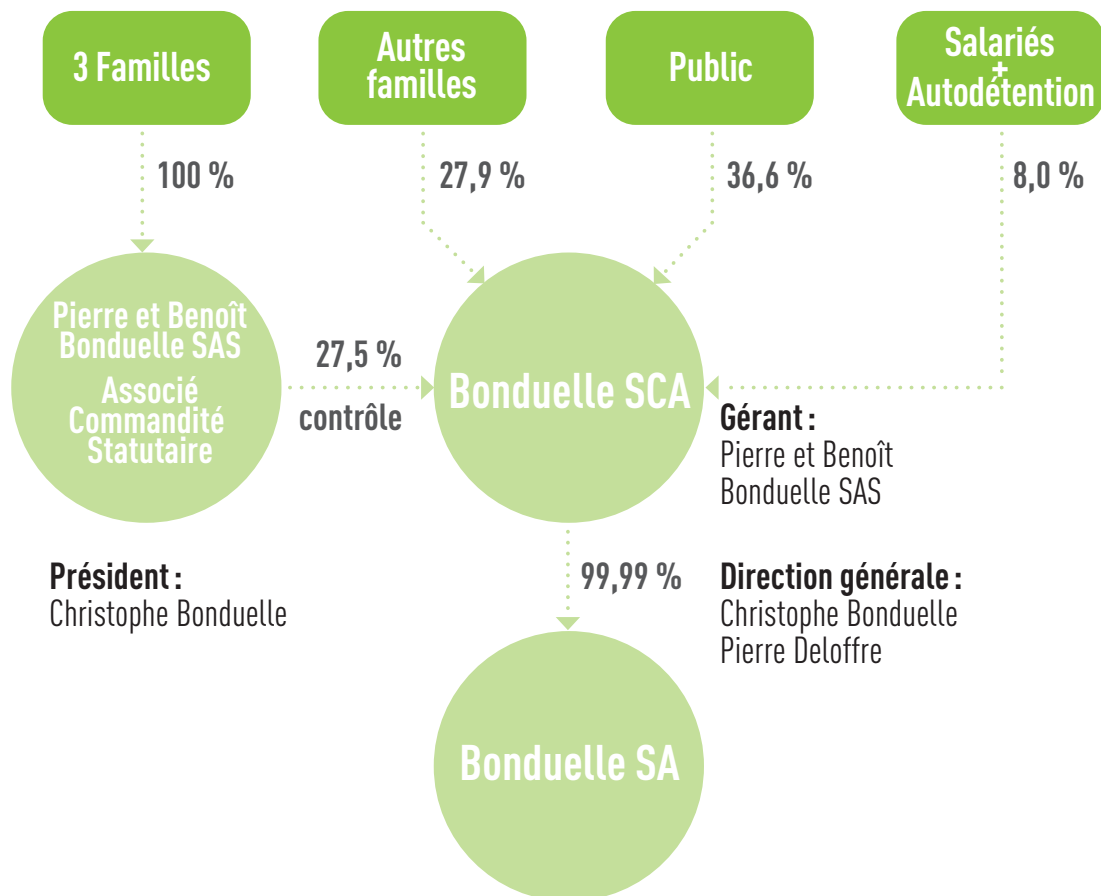 3 Familles
Autres
familles
Public
Salariés
+
Autodétention
100 %
27,9 %
36,6 %
8,0 %
Pierre et Benoît
Bonduelle SAS
Associé
Commandité
Statutaire
27,5 %
contrôle
Bonduelle SCA
Gérant :
Pierre et Benoît
Bonduelle SAS
Président :
Christophe Bonduelle
99,99 %
Direction générale :
Christophe Bonduelle
Pierre Deloffre
Bonduelle SA